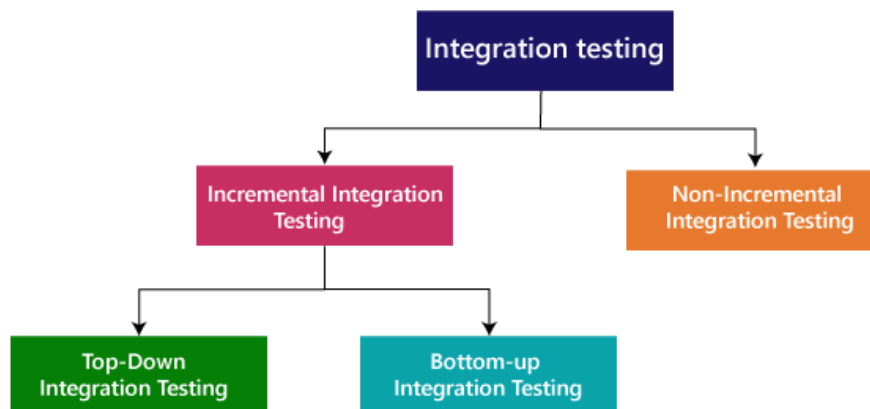 Integration testing
Incremental Integration
Testing
Non-Incremental
Integration Testing
Top-Down
Integration Testing
Bottom-up
Integration Testing